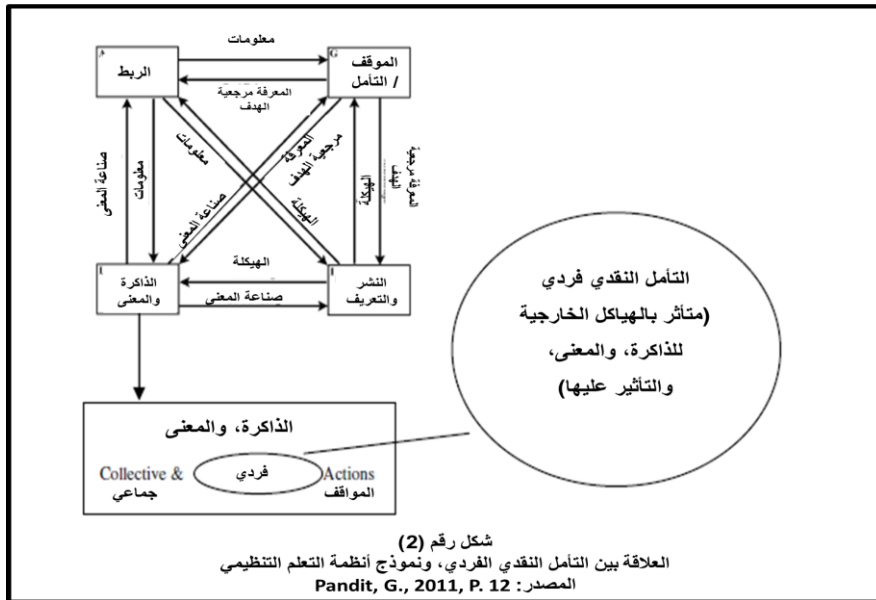 معلومات
A
الربط
G
الموقف
/ التأمل
المعرفة مرجعية
الهدف
صناعة المعنى
معلومات
معلومات
الهيكلة
المعرفة
مرجعية الهدف
صناعة المعنى
الهيكلة
المعرفة مرجعية
الهدف
الذاكرة
والمعنى
الهيكلة
صناعة المعنى
I
النشر
والتعريف
التأمل النقدي فردي
(متأثر بالهياكل الخارجية
للذاكرة، والمعنى،
والتأثير عليها)
الذاكرة، والمعنى
Collective &
جماعي
فردي
Actions
المواقف
شكل رقم (2)
العلاقة بين التأمل النقدي الفردي، ونموذج أنظمة التعلم التنظيمي
المصدر: Pandit, G., 2011, P. 12